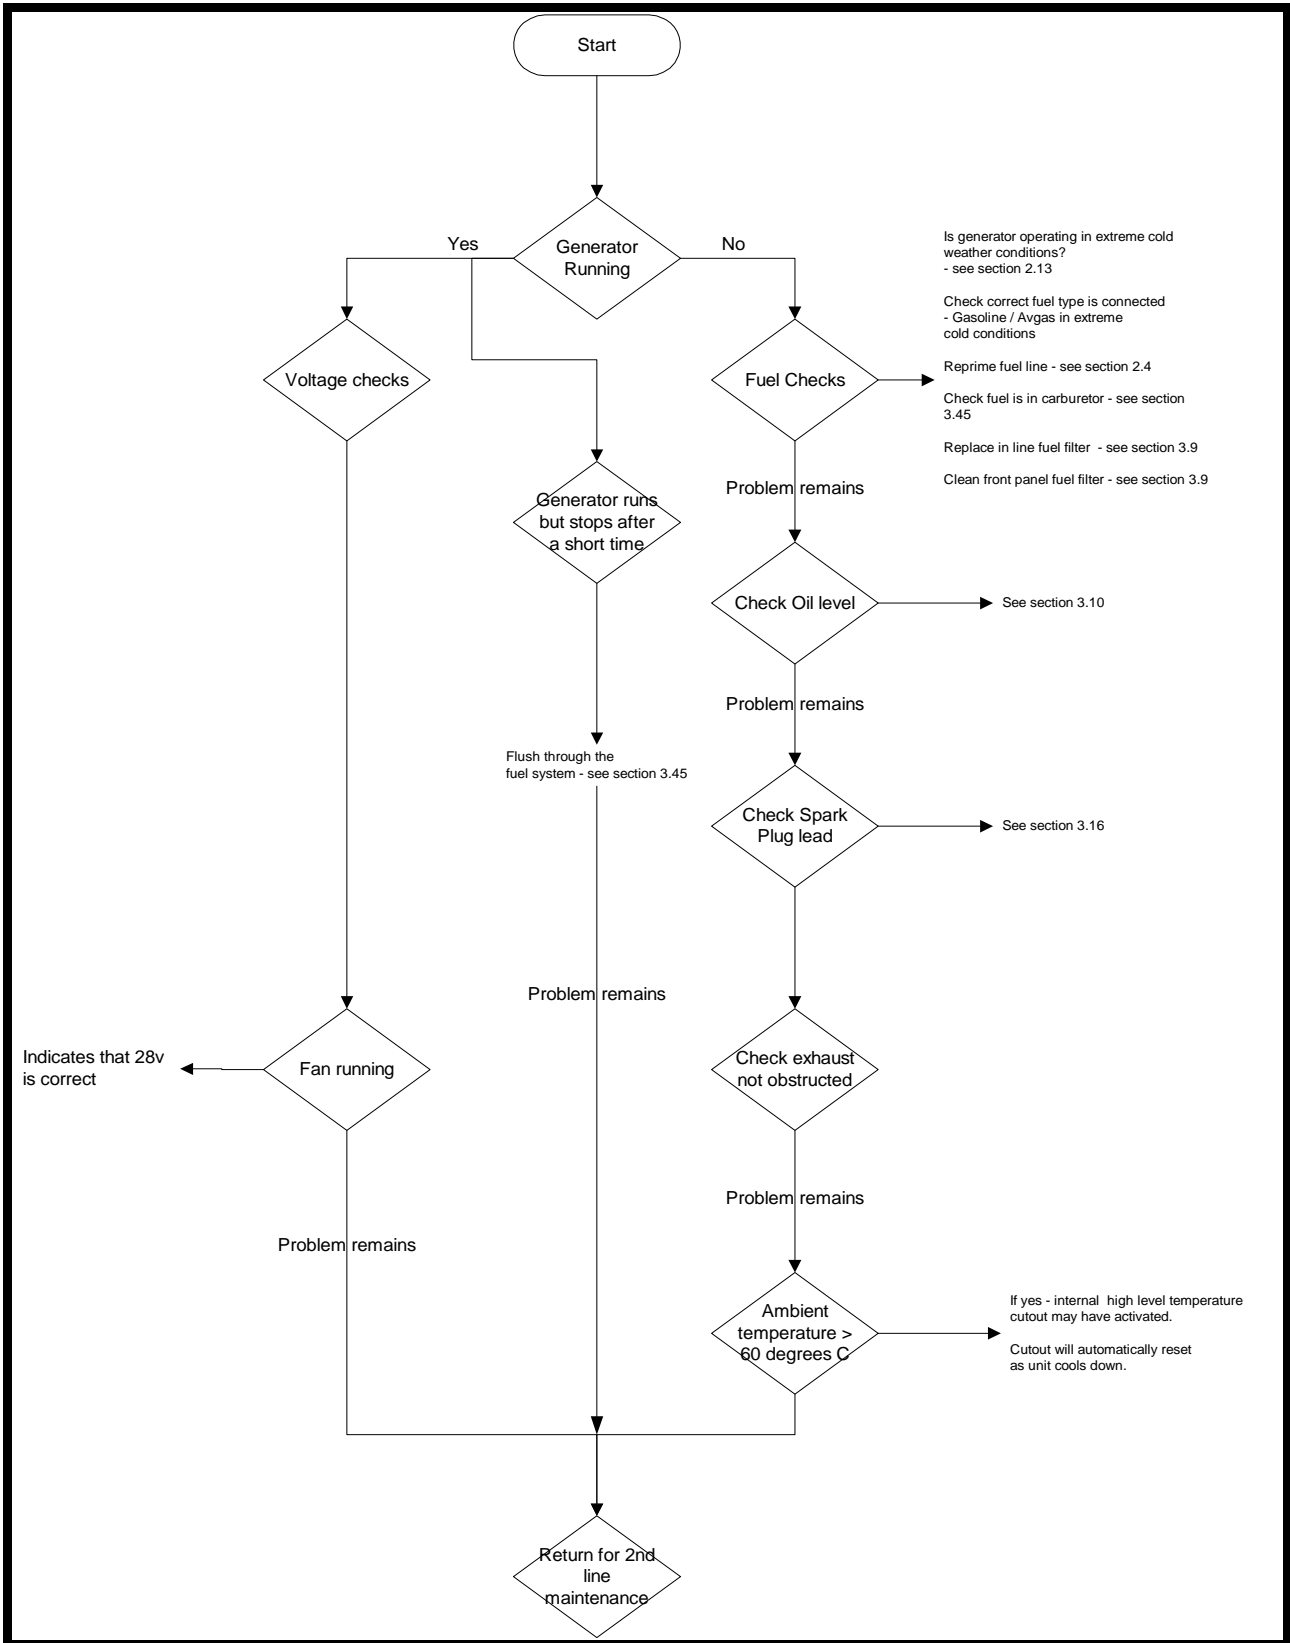 Start
Generator
Running
Yes
No
Is generator operating in extreme cold
weather conditions?
- see section 2.13
Check correct fuel type is connected
- Gasoline / Avgas in extreme
cold conditions
Reprime fuel line - see section 2.4
Check fuel is in carburetor - see section
3.45
Replace in line fuel filter  - see section 3.9
Clean front panel fuel filter - see section 3.9
Voltage checks
Fuel Checks
Problem remains
Generator runs
but stops after
a short time
Check Oil level
See section 3.10
Problem remains
Flush through the
fuel system - see section 3.45
Check Spark
Plug lead
See section 3.16
Problem remains
Indicates that 28v
is correct
Fan running
Check exhaust
not obstructed
Problem remains
Problem remains
Ambient
temperature >
60 degrees C
If yes - internal  high level temperature
cutout may have activated.
Cutout will automatically reset
as unit cools down.
Return for 2nd
line
maintenance